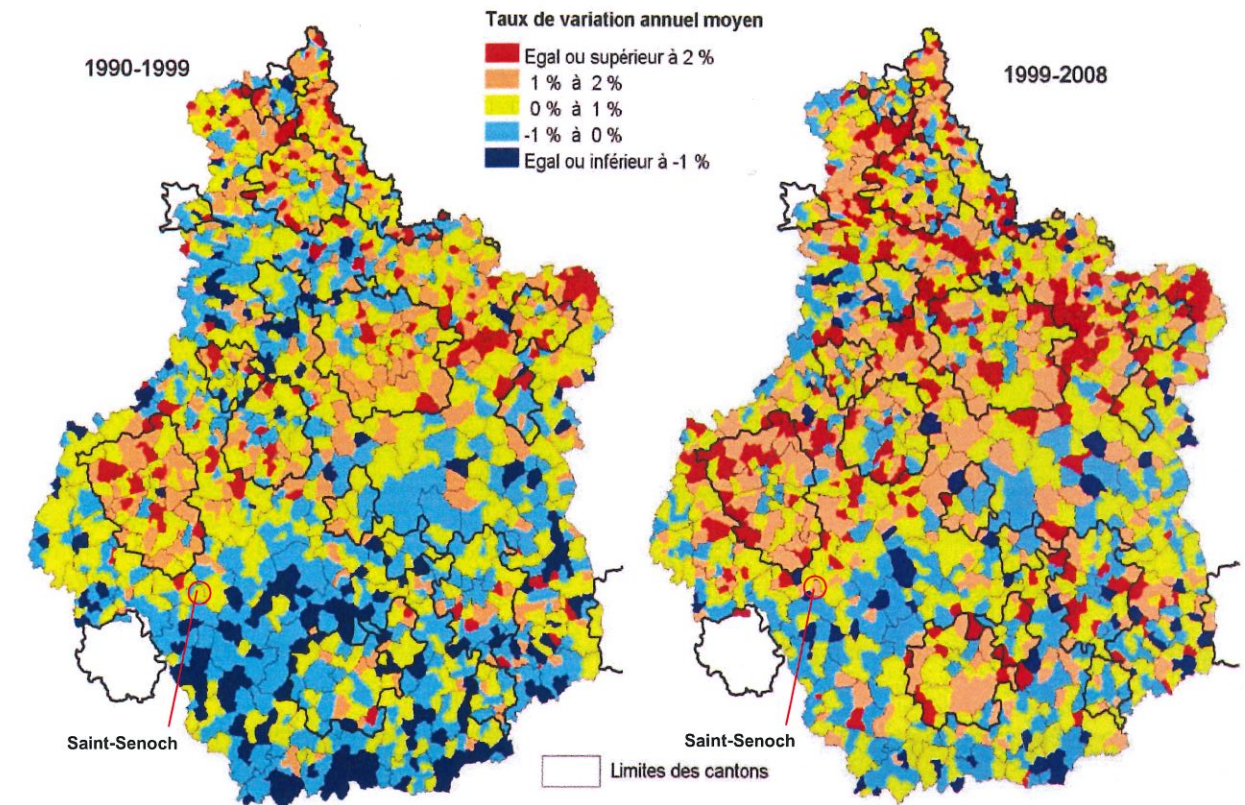 Taux de variation annuel moyen
1990-1999
Egal ou supérieur à 2 %
1 % à 2 %
0 % à 1 %
-1 % à 0 %
Egal ou inférieur à -1 %
1999-2008
Saint-Senoch
Saint-Senoch
Limites des cantons